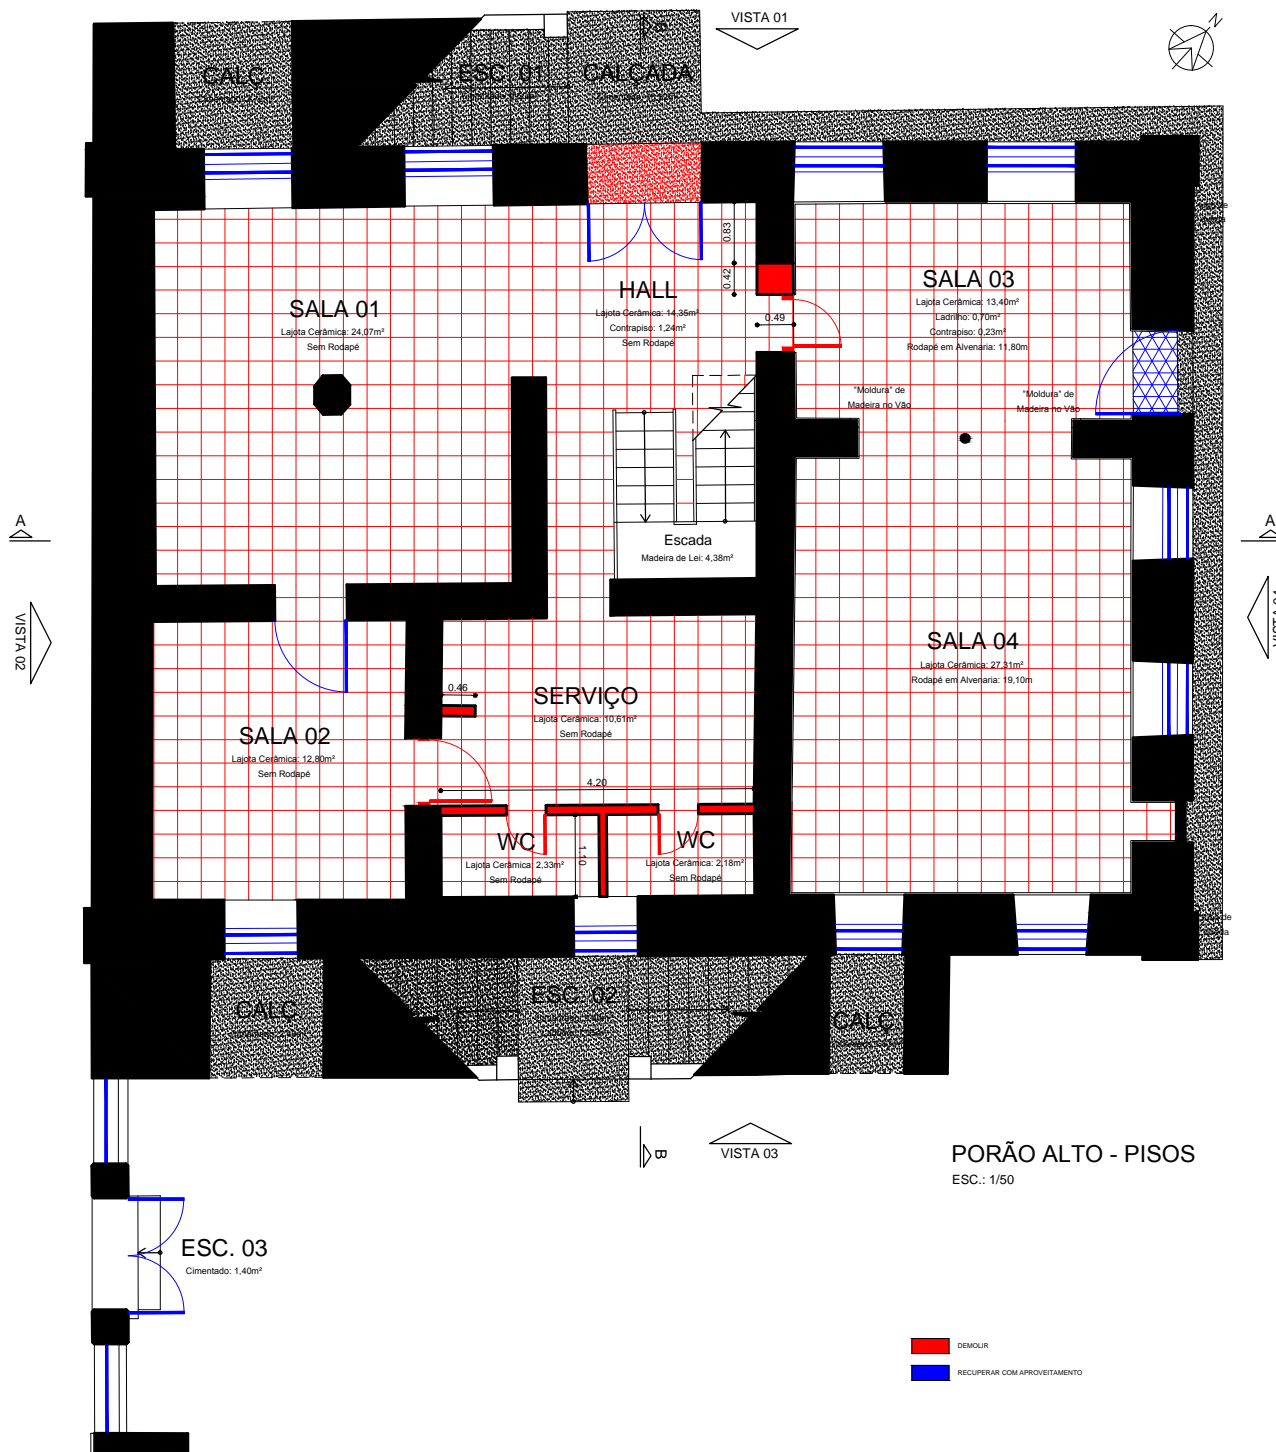 VISTA 01
N
B
CALÇ.
ESC. 01
CALÇADA
0.83
0.42
0.49
SALA 01
Lajota Cerâmica: 24,07m²
Sem Rodapé
HALL
Lajota Cerâmica: 14,35m²
Contrapiso: 1,24m²
Sem Rodapé
SALA 03
Lajota Cerâmica: 13,40m²
Ladrilho: 0,70m²
Contrapiso: 0,23m²
Rodapé em Alvenaria: 11,80m
"Moldura" de
Madeira no Vão
"Moldura" de
Madeira no Vão
A
A
Escada
Madeira de Lei: 4,38m²
VISTA 02
SALA 04
Lajota Cerâmica: 27,31m²
Rodapé em Alvenaria: 19,10m
0.46
SERVIÇO
Lajota Cerâmica: 10,61m²
Sem Rodapé
SALA 02
Lajota Cerâmica: 12,80m²
Sem Rodapé
4.20
WC
Lajota Cerâmica: 2,33m²
Sem Rodapé
1.10
WC
Lajota Cerâmica: 2,18m²
Sem Rodapé
CALÇ.
ESC. 02
CALÇ.
B
VISTA 03
PORÃO ALTO - PISOS
ESC.: 1/50
ESC. 03
Cimentado: 1,40m²
DEMOLIR
RECUPERAR COM APROVEITAMENTO